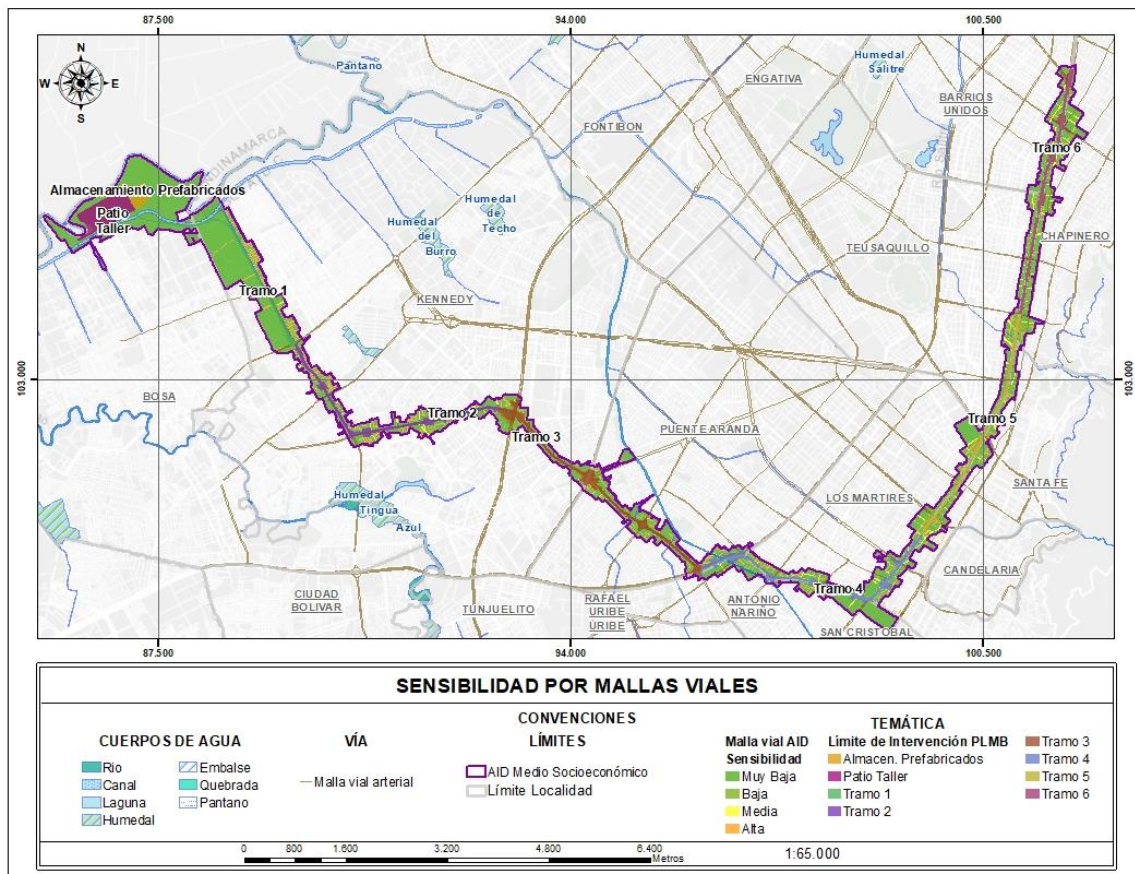 87.500 94.000 100.500
N
W E
S
Pantano
Humedal
Salitre
ENGATIVA
BARRIOS
UNIDOS
FONTIBON
Tramo 6
Almacenamiento Prefabricados
Patio
Taller
Humedal
de
Techo
Humedal
del
Burro
CHAPINERO
TEUSAQUILLO
Tramo 1
KENNEDY
103.000 103.000
BOSA
Tramo 2
Tramo 3
Tramo 5
PUENTE ARANDA
SANTA FE
LOS MARTIRES
Humedal
Tingua
Azul
CANDELARIA
CIUDAD
BOLIVAR
TUNJUELITO
RAFAEL
URIBE
URIBE
ANTONIO
NARIÑO
Tramo 4
SAN CRISTOBAL
87.500 94.000 100.500
SENSIBILIDAD POR MALLAS VIALES
CONVENCIONES
CUERPOS DE AGUA
Rio
Canal
Laguna
Humedal
Embalse
Quebrada
Pantano
VÍA
Malla vial arterial
LÍMITES
AID Medio Socioeconómico
Límite Localidad
TEMÁTICA
Malla vial AID
Sensibilidad
Muy Baja
Baja
Media
Alta
Limite de Intervención PLMB
Almacen. Prefabricados
Patio Taller
Tramo 1
Tramo 2
Tramo 3
Tramo 4
Tramo 5
Tramo 6
0 800 1.600 3.200 4.800 6.400
Metros
1:65.000